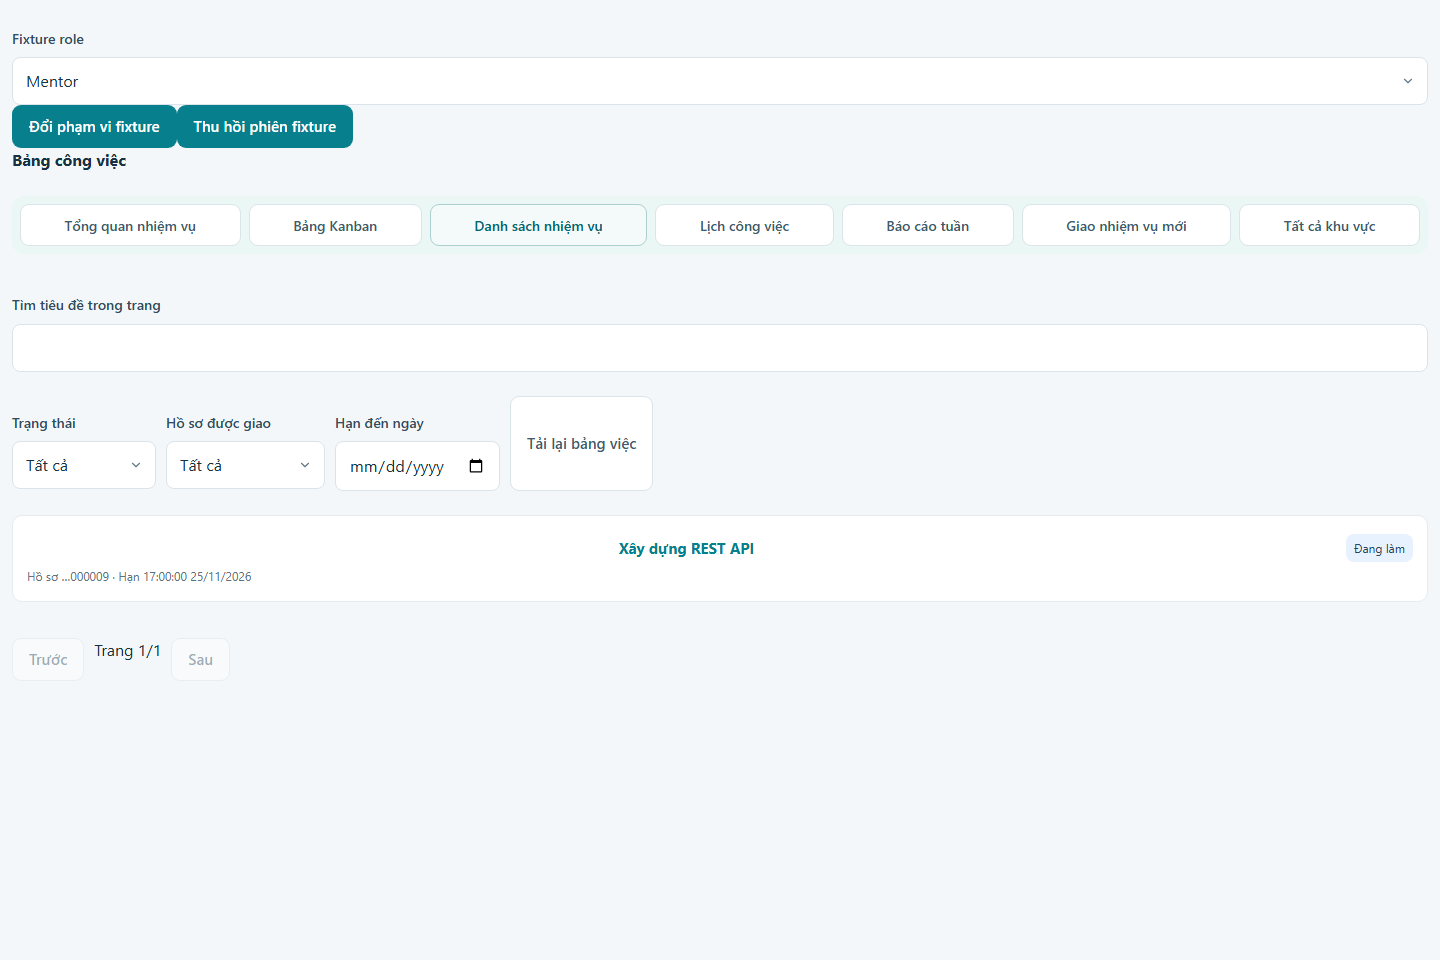 Fixture role
Mentor
Đổi phạm vi fixture
Thu hồi phiên fixture
Bảng công việc
Tổng quan nhiệm vụ
Bảng Kanban
Danh sách nhiệm vụ
Lịch công việc
Báo cáo tuần
Giao nhiệm vụ mới
Tất cả khu vực
Tìm tiêu đề trong trang
Trạng thái
Hồ sơ được giao
Hạn đến ngày
Tất cả
Tất cả
mm/dd/yyyy
Tải lại bảng việc
Xây dựng REST API
Đang làm
Hồ sơ ...000009 · Hạn 17:00:00 25/11/2026
Trước
Trang 1/1
Sau